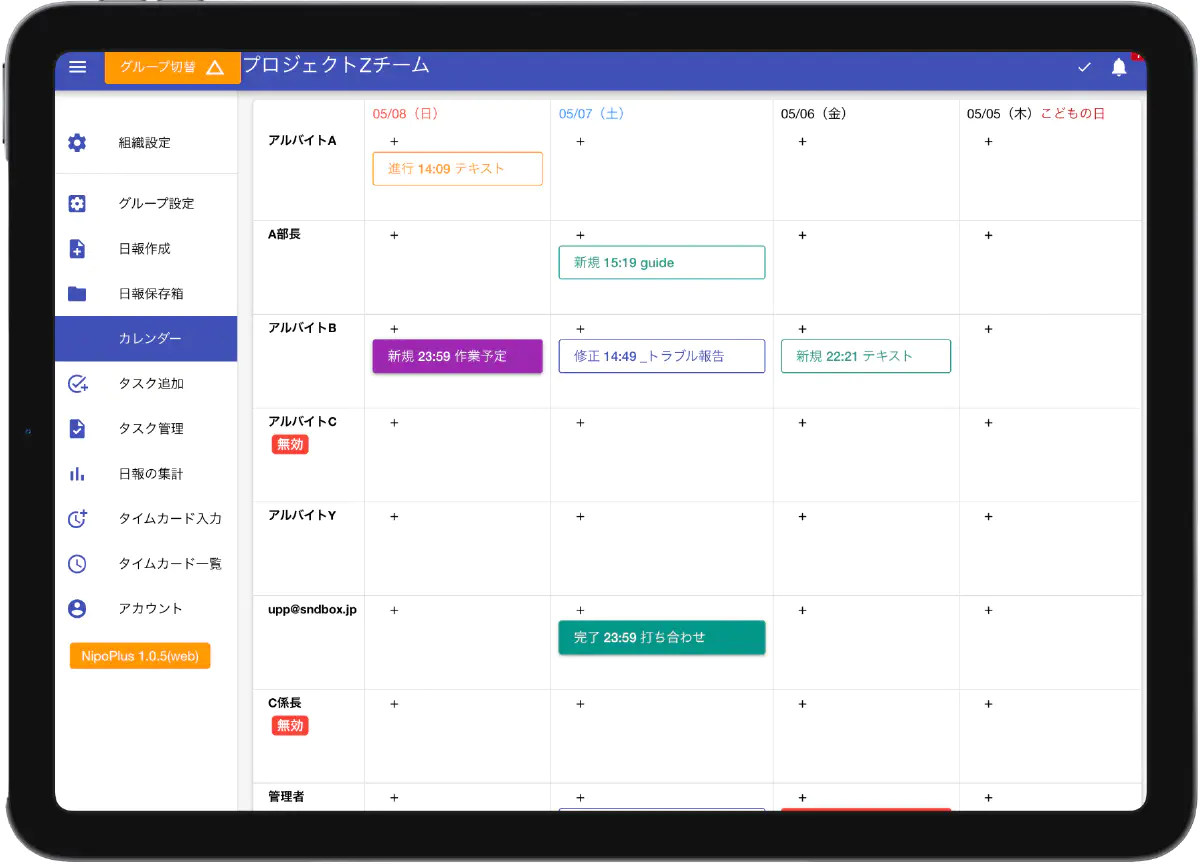 グループ切替 プロジェクトZチーム
組織設定
グループ設定
日報作成
日報保存箱
カレンダー
タスク追加
タスク管理
日報の集計
タイムカード入力
タイムカード一覧
アカウント
NipoPlus 1.0.5(web)
05/08（日） 05/07（土） 05/06（金） 05/05（木）こどもの日
アルバイトA + + + +
進行 14:09 テキスト
A部長 + + + +
新規 15:19 guide
アルバイトB + + + +
新規 23:59 作業予定 修正 14:49 _トラブル報告 新規 22:21 テキスト
アルバイトC + + + +
無効
アルバイトY + + + +
upp@sndbox.jp + + + +
完了 23:59 打ち合わせ
C係長 + + + +
無効
管理者 + + + +